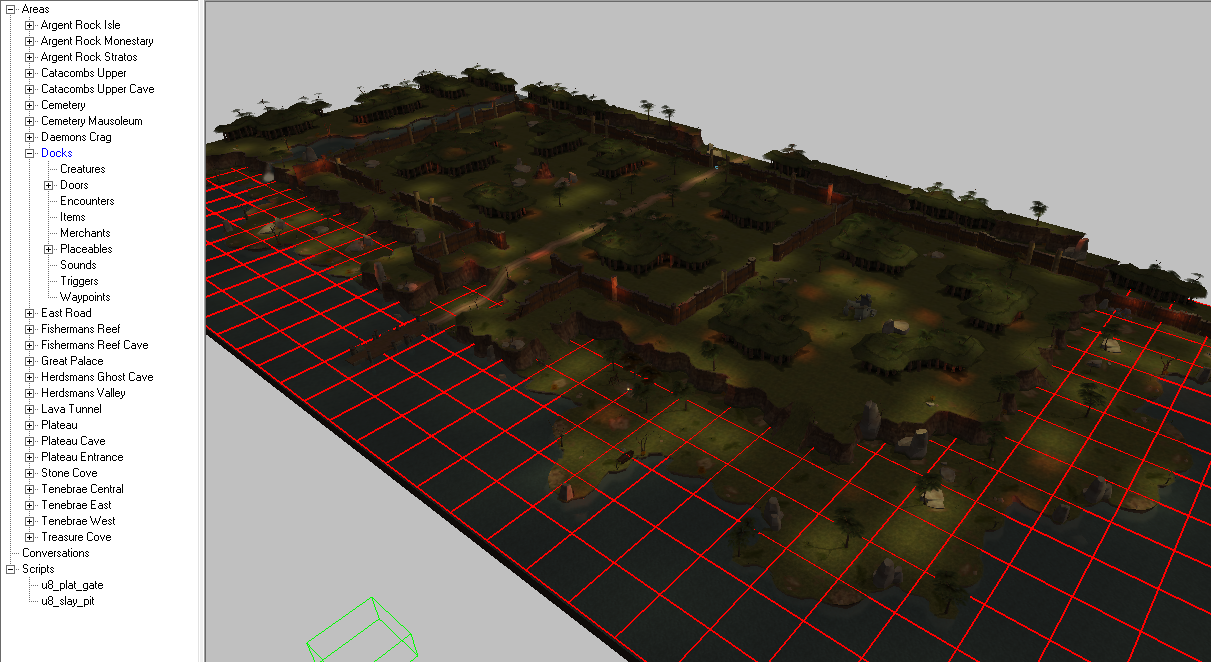 Areas
Argent Rock Isle
Argent Rock Monestary
Argent Rock Stratos
Catacombs Upper
Catacombs Upper Cave
Cemetery
Cemetery Mausoleum
Daemons Crag
Docks
Creatures
Doors
Encounters
Items
Merchants
Placeables
Sounds
Triggers
Waypoints
East Road
Fishermans Reef
Fishermans Reef Cave
Great Palace
Herdsmans Ghost Cave
Herdsmans Valley
Lava Tunnel
Plateau
Plateau Cave
Plateau Entrance
Stone Cove
Tenebrae Central
Tenebrae East
Tenebrae West
Treasure Cove
Conversations
Scripts
u8_plat_gate
u8_slay_pit